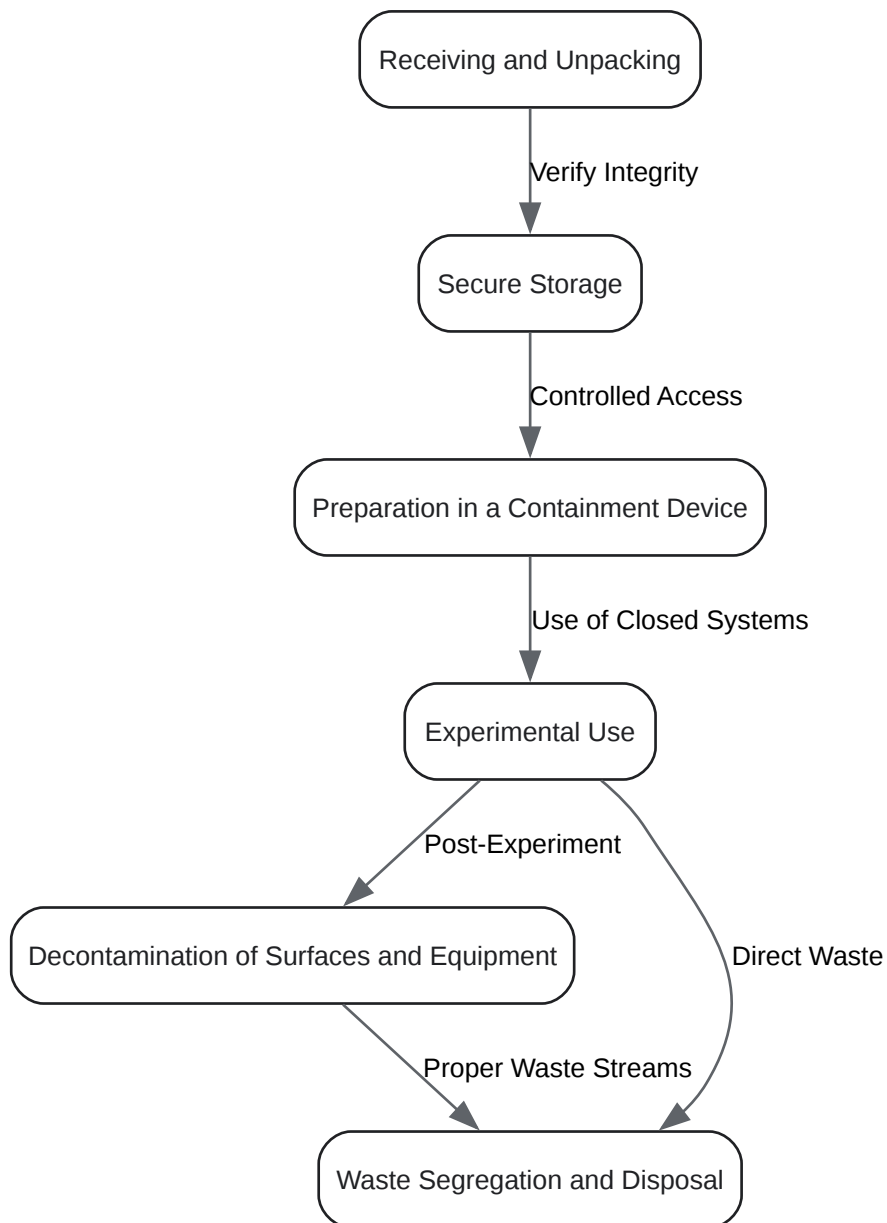 Receiving and Unpacking
Verify Integrity
Secure Storage
Controlled Access
Preparation in a Containment Device
Use of Closed Systems
Experimental Use
Post-Experiment
Decontamination of Surfaces and Equipment
Direct Waste
Proper Waste Streams
Waste Segregation and Disposal